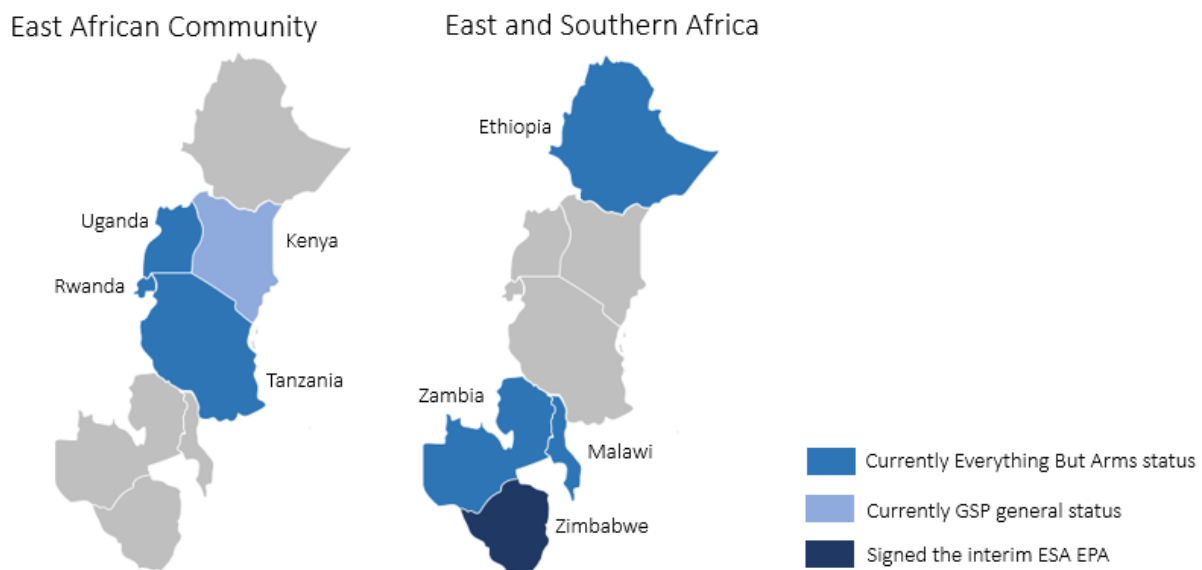 East African Community
East and Southern Africa
Ethiopia
Uganda
Kenya
Rwanda
Tanzania
Zambia
Malawi
Zimbabwe
Currently Everything But Arms status
Currently GSP general status
Signed the interim ESA EPA